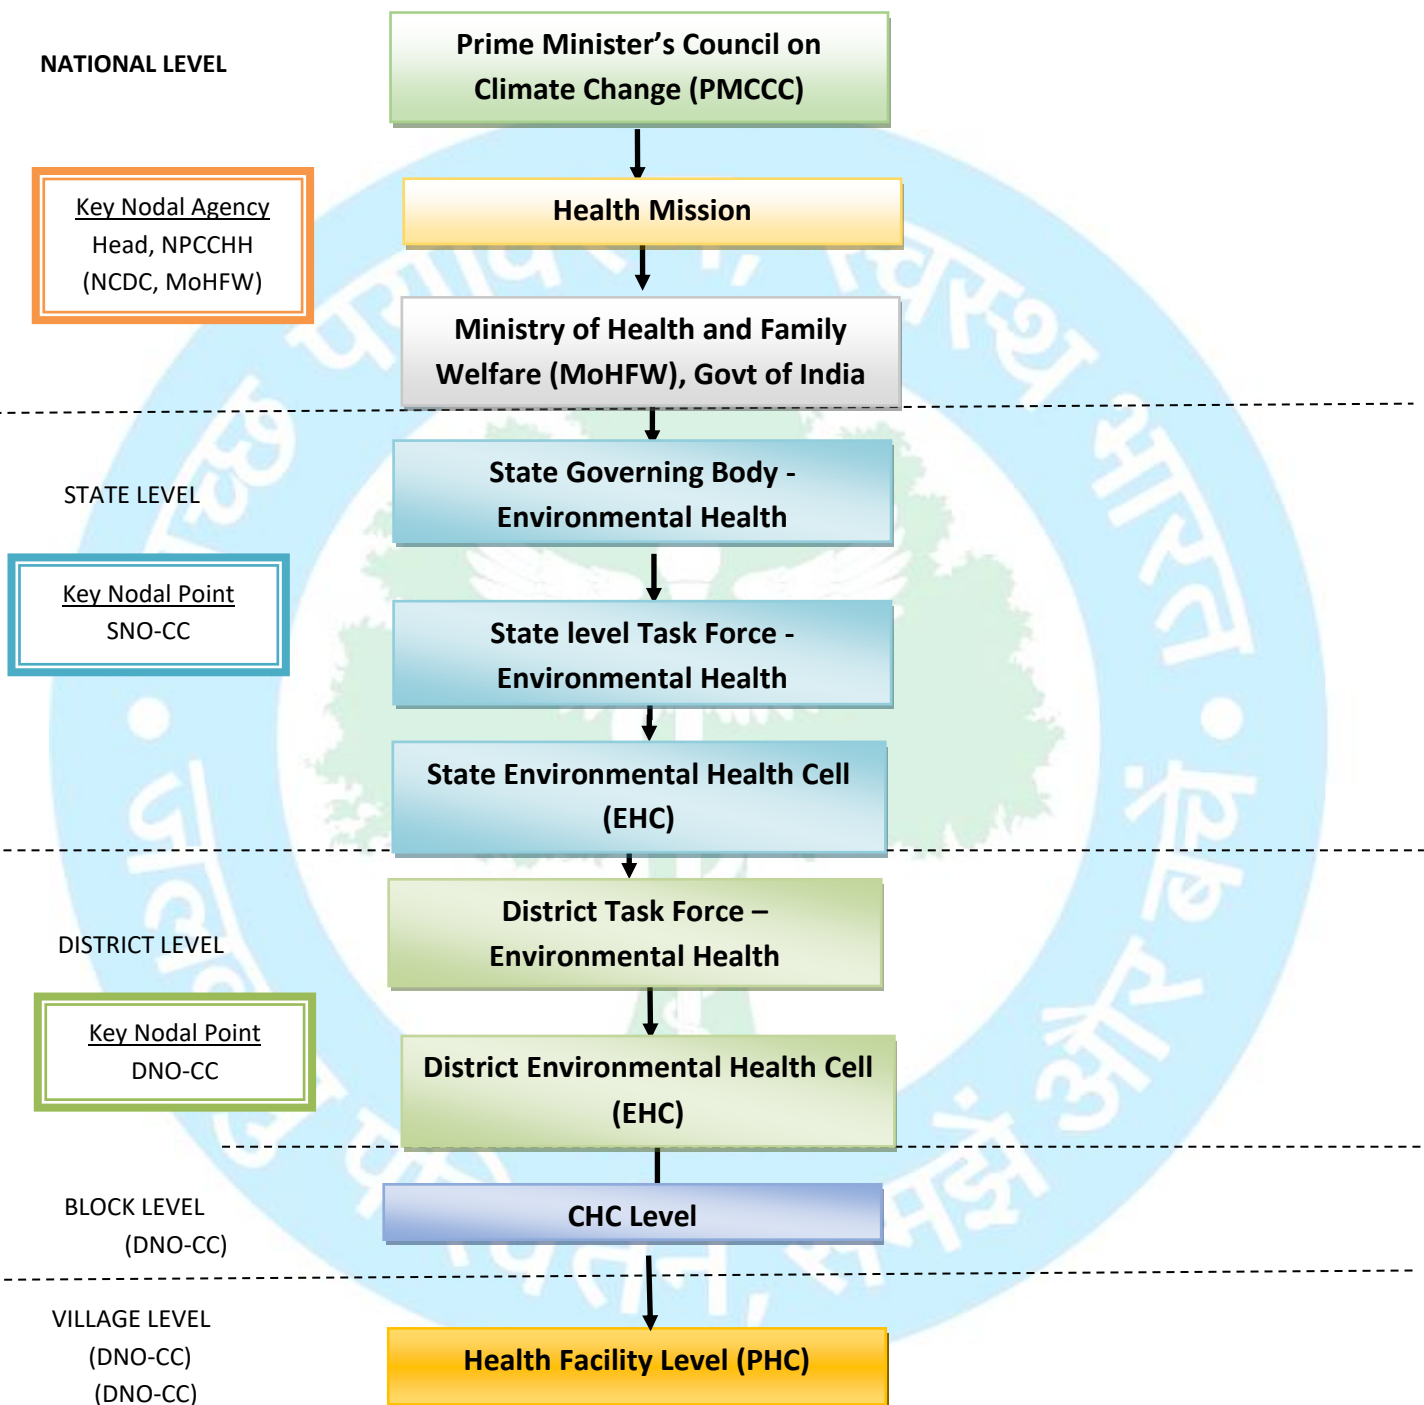 NATIONAL LEVEL
Prime Minister’s Council on
Climate Change (PMCCC)
Key Nodal Agency
Head, NPCCHH
(NCDC, MoHFW)
Health Mission
Ministry of Health and Family
Welfare (MoHFW), Govt of India
STATE LEVEL
State Governing Body -
Environmental Health
Key Nodal Point
SNO-CC
State level Task Force -
Environmental Health
State Environmental Health Cell
(EHC)
DISTRICT LEVEL
District Task Force –
Environmental Health
Key Nodal Point
DNO-CC
District Environmental Health Cell
(EHC)
BLOCK LEVEL
(DNO-CC)
CHC Level
VILLAGE LEVEL
(DNO-CC)
(DNO-CC)
Health Facility Level (PHC)
स्वस्थ भारत
और बचें